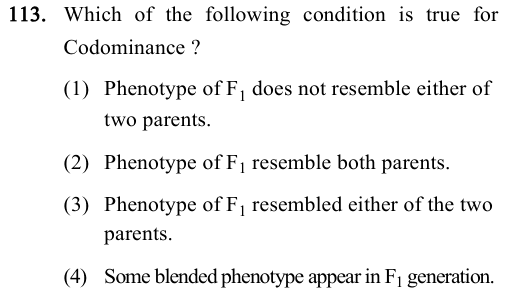 113. Which of the following condition is true for
Codominance ?
(1) Phenotype of F₁ does not resemble either of
two parents.
(2) Phenotype of F₁ resemble both parents.
(3) Phenotype of F₁ resembled either of the two
parents.
(4) Some blended phenotype appear in F₁ generation.